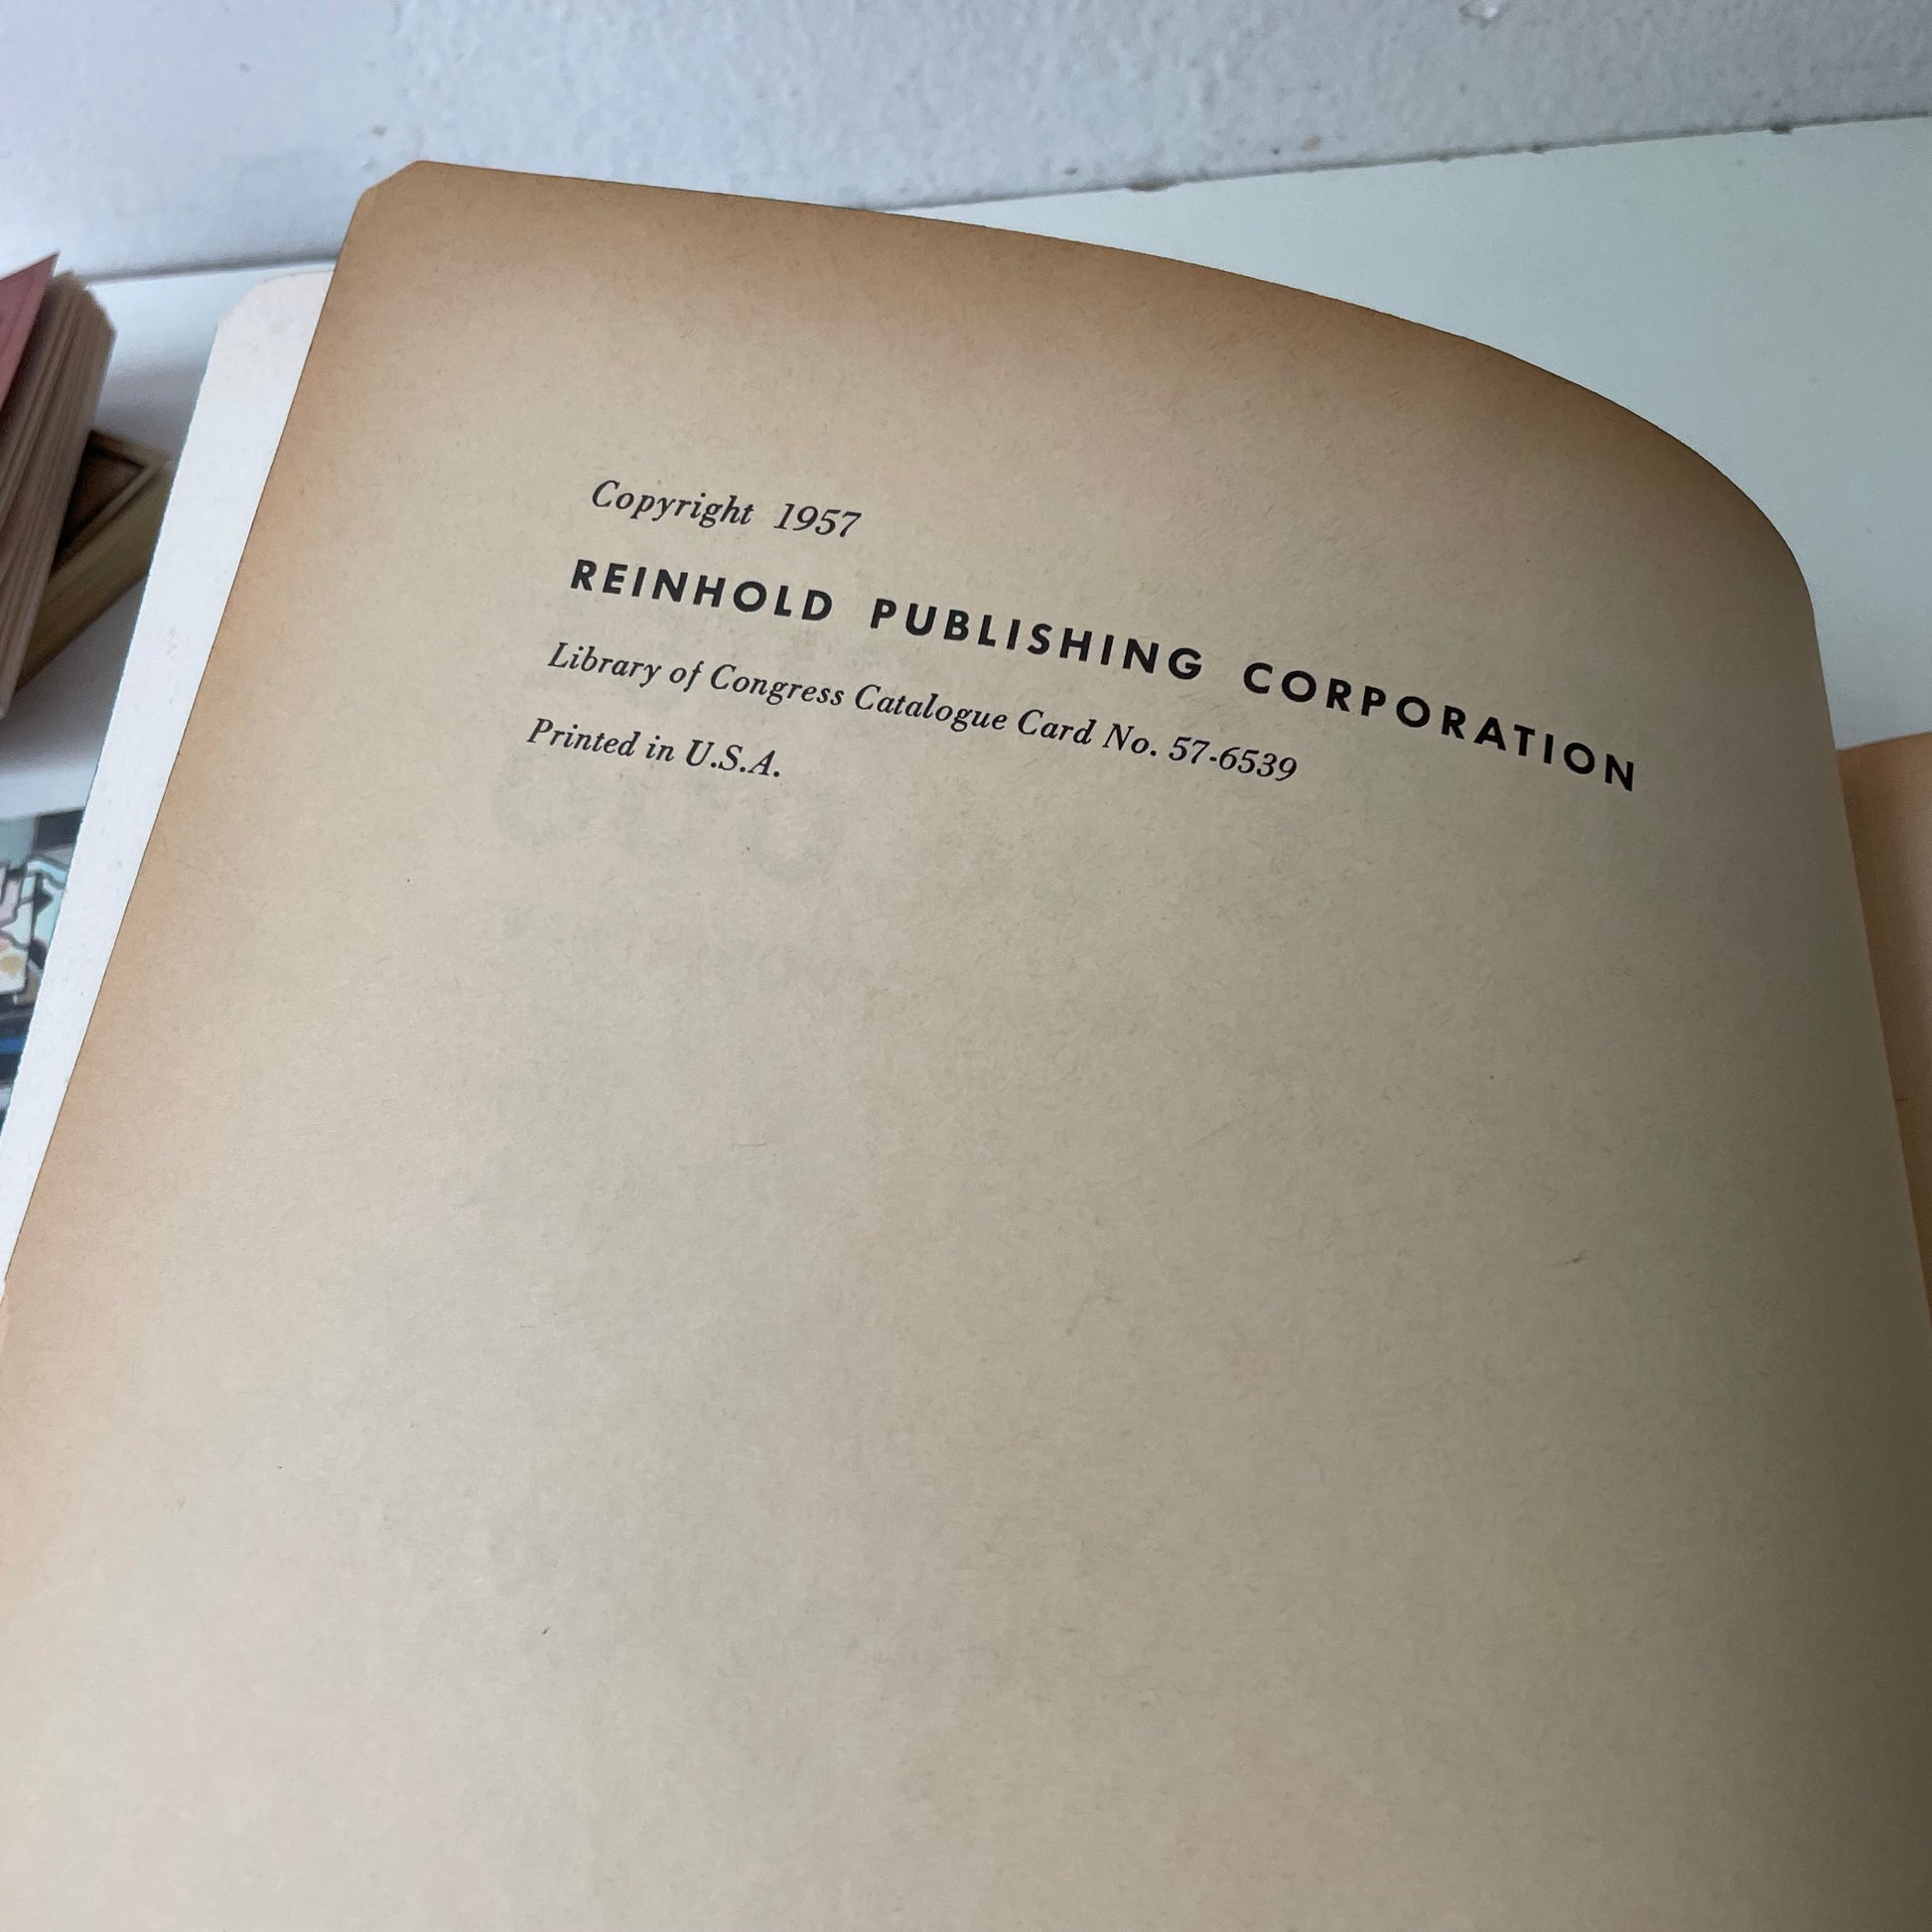 Copyright 1957
REINHOLD PUBLISHING CORPORATION
Library of Congress Catalogue Card No. 57-6539
Printed in U.S.A.